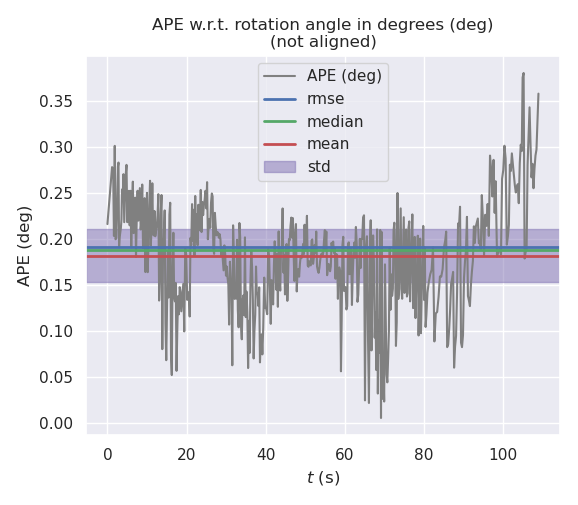 APE w.r.t. rotation angle in degrees (deg)
(not aligned)
APE (deg)
rmse
median
mean
std
APE (deg)
0.35
0.30
0.25
0.20
0.15
0.10
0.05
0.00
0 20 40 60 80 100
t (s)